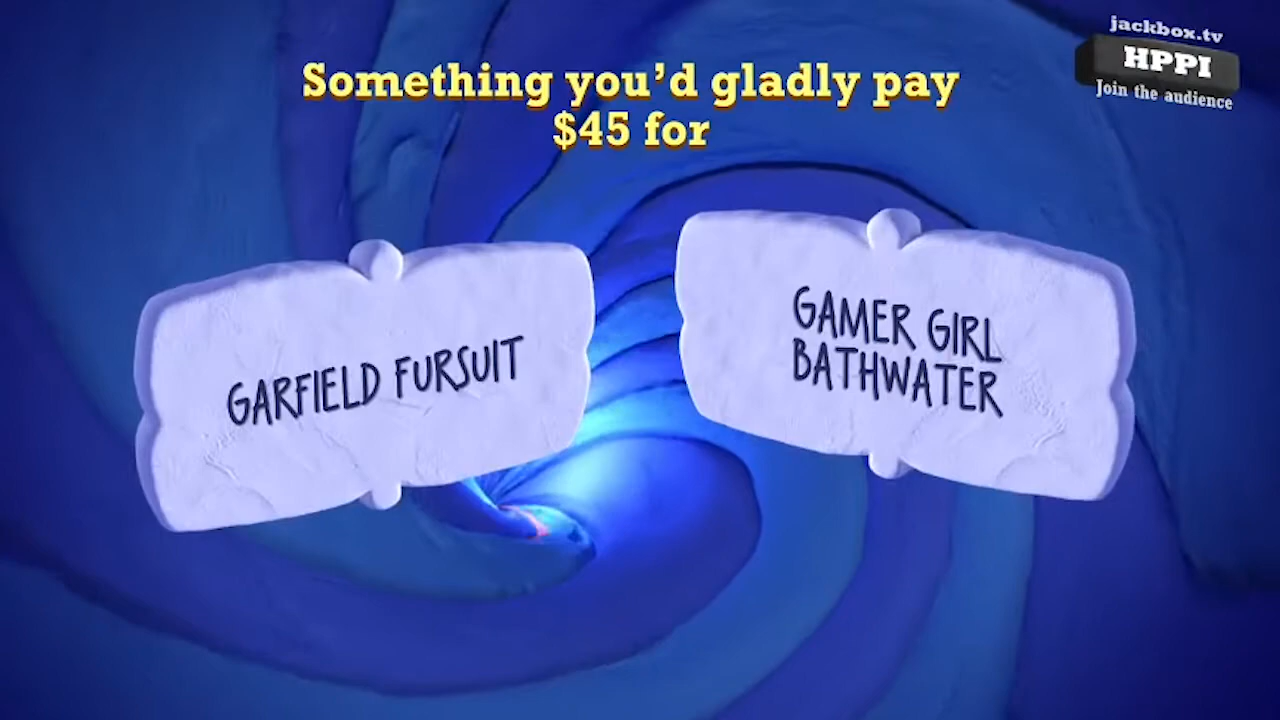 jackbox.tv
HPPI
Join the audience
Something you’d gladly pay
$45 for
GARFIELD FURSUIT
GAMER GIRL
BATHWATER